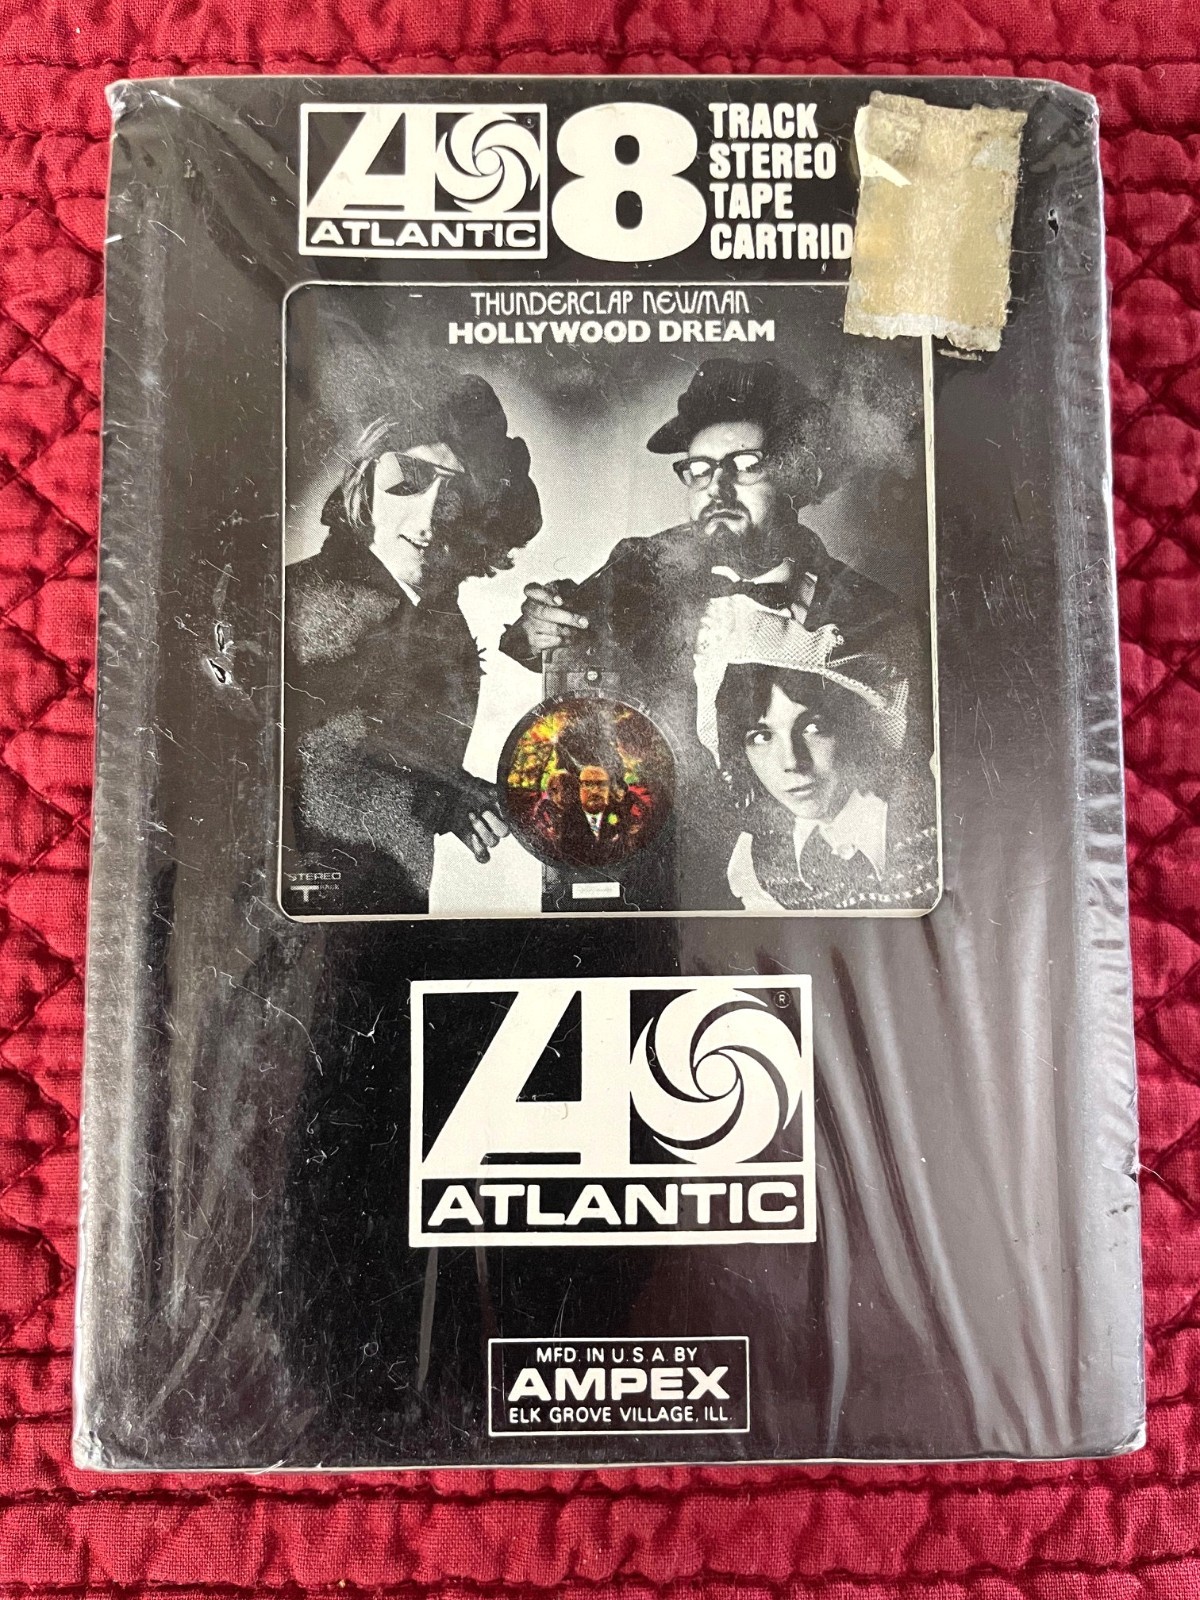 ATLANTIC
8
TRACK
STEREO
TAPE
CARTRID
THUNDERCLAP NEWMAN
HOLLYWOOD DREAM
STEREO
TRACK
®
ATLANTIC
MFD. IN U.S.A. BY
AMPEX
ELK GROVE VILLAGE, ILL.